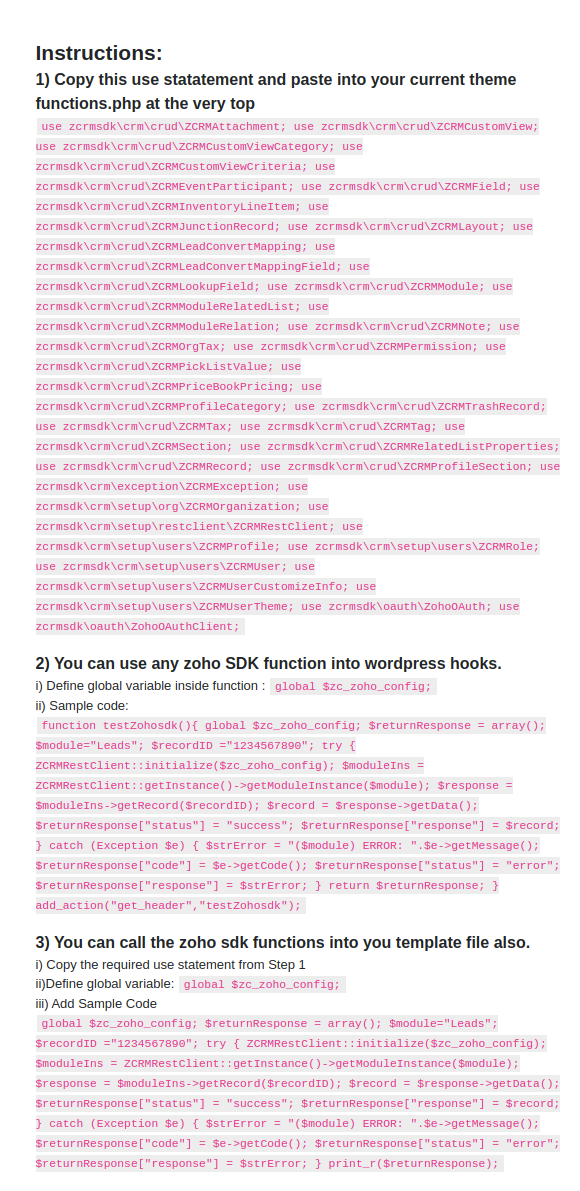 Instructions:
1) Copy this use statatement and paste into your current theme
functions.php at the very top
use zcrmsdk\crm\crud\ZCRMAttachment; use zcrmsdk\crm\crud\ZCRMCustomView;
use zcrmsdk\crm\crud\ZCRMCustomViewCategory; use
zcrmsdk\crm\crud\ZCRMCustomViewCriteria; use
zcrmsdk\crm\crud\ZCRMEventParticipant; use zcrmsdk\crm\crud\ZCRMField; use
zcrmsdk\crm\crud\ZCRMInventoryLineItem; use
zcrmsdk\crm\crud\ZCRMJunctionRecord; use zcrmsdk\crm\crud\ZCRMLayout; use
zcrmsdk\crm\crud\ZCRMLeadConvertMapping; use
zcrmsdk\crm\crud\ZCRMLeadConvertMappingField; use
zcrmsdk\crm\crud\ZCRMLookupField; use zcrmsdk\crm\crud\ZCRMModule; use
zcrmsdk\crm\crud\ZCRMModuleRelatedList; use
zcrmsdk\crm\crud\ZCRMModuleRelation; use zcrmsdk\crm\crud\ZCRMNote; use
zcrmsdk\crm\crud\ZCRMOrgTax; use zcrmsdk\crm\crud\ZCRMPermission; use
zcrmsdk\crm\crud\ZCRMPickListValue; use
zcrmsdk\crm\crud\ZCRMPriceBookPricing; use
zcrmsdk\crm\crud\ZCRMProfileCategory; use zcrmsdk\crm\crud\ZCRMTrashRecord;
use zcrmsdk\crm\crud\ZCRMTax; use zcrmsdk\crm\crud\ZCRMTag; use
zcrmsdk\crm\crud\ZCRMSection; use zcrmsdk\crm\crud\ZCRMRelatedListProperties;
use zcrmsdk\crm\crud\ZCRMRecord; use zcrmsdk\crm\crud\ZCRMProfileSection; use
zcrmsdk\crm\exception\ZCRMException; use
zcrmsdk\crm\setup\org\ZCRMOrganization; use
zcrmsdk\crm\setup\restclient\ZCRMRestClient; use
zcrmsdk\crm\setup\users\ZCRMProfile; use zcrmsdk\crm\setup\users\ZCRMRole;
use zcrmsdk\crm\setup\users\ZCRMUser; use
zcrmsdk\crm\setup\users\ZCRMUserCustomizeInfo; use
zcrmsdk\crm\setup\users\ZCRMUserTheme; use zcrmsdk\oauth\ZohoOAuth; use
zcrmsdk\oauth\ZohoOAuthClient;
2) You can use any zoho SDK function into wordpress hooks.
i) Define global variable inside function : global $zc_zoho_config;
ii) Sample code:
function testZohosdk(){ global $zc_zoho_config; $returnResponse = array();
$module="Leads"; $recordID ="1234567890"; try {
ZCRMRestClient::initialize($zc_zoho_config); $moduleIns =
ZCRMRestClient::getInstance()->getModuleInstance($module); $response =
$moduleIns->getRecord($recordID); $record = $response->getData();
$returnResponse["status"] = "success"; $returnResponse["response"] = $record;
} catch (Exception $e) { $strError = "($module) ERROR: ".$e->getMessage();
$returnResponse["code"] = $e->getCode(); $returnResponse["status"] = "error";
$returnResponse["response"] = $strError; } return $returnResponse; }
add_action("get_header","testZohosdk");
3) You can call the zoho sdk functions into you template file also.
i) Copy the required use statement from Step 1
ii)Define global variable: global $zc_zoho_config;
iii) Add Sample Code
global $zc_zoho_config; $returnResponse = array(); $module="Leads";
$recordID ="1234567890"; try { ZCRMRestClient::initialize($zc_zoho_config);
$moduleIns = ZCRMRestClient::getInstance()->getModuleInstance($module);
$response = $moduleIns->getRecord($recordID); $record = $response->getData();
$returnResponse["status"] = "success"; $returnResponse["response"] = $record;
} catch (Exception $e) { $strError = "($module) ERROR: ".$e->getMessage();
$returnResponse["code"] = $e->getCode(); $returnResponse["status"] = "error";
$returnResponse["response"] = $strError; } print_r($returnResponse);